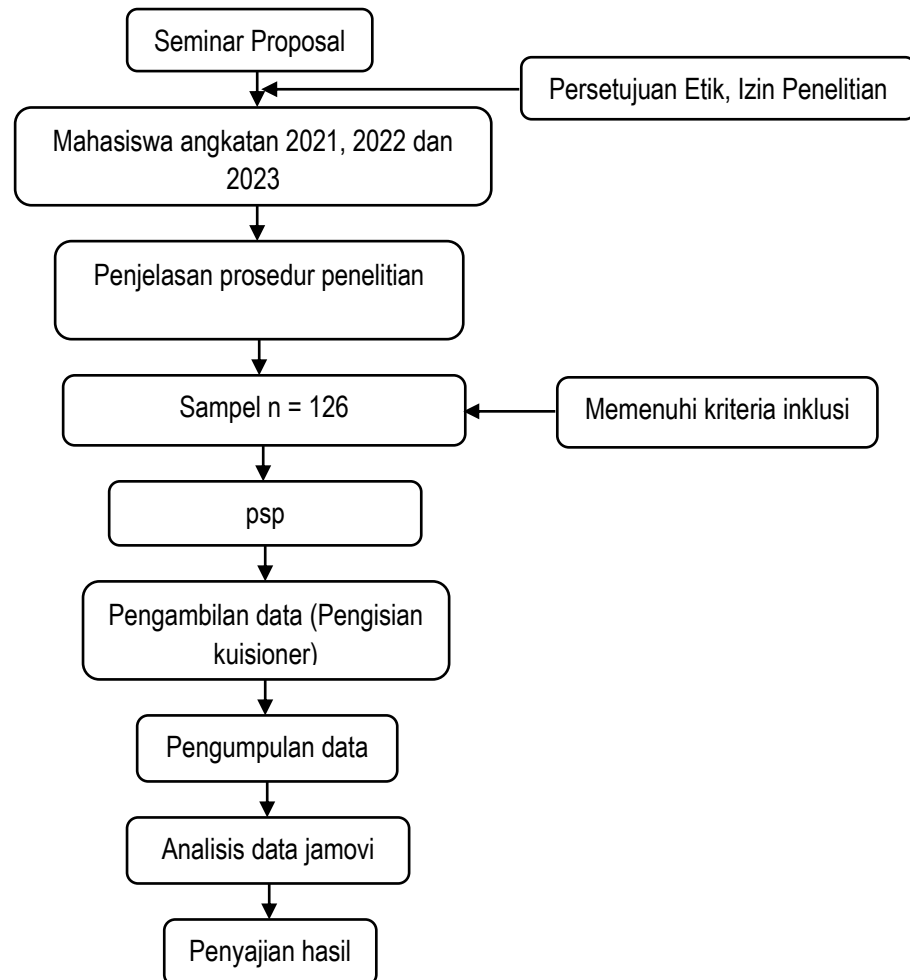 Seminar Proposal
Persetujuan Etik, Izin Penelitian
Mahasiswa angkatan 2021, 2022 dan
2023
Penjelasan prosedur penelitian
Sampel n = 126
Memenuhi kriteria inklusi
psp
Pengambilan data (Pengisian
kuisioner)
Pengumpulan data
Analisis data jamovi
Penyajian hasil